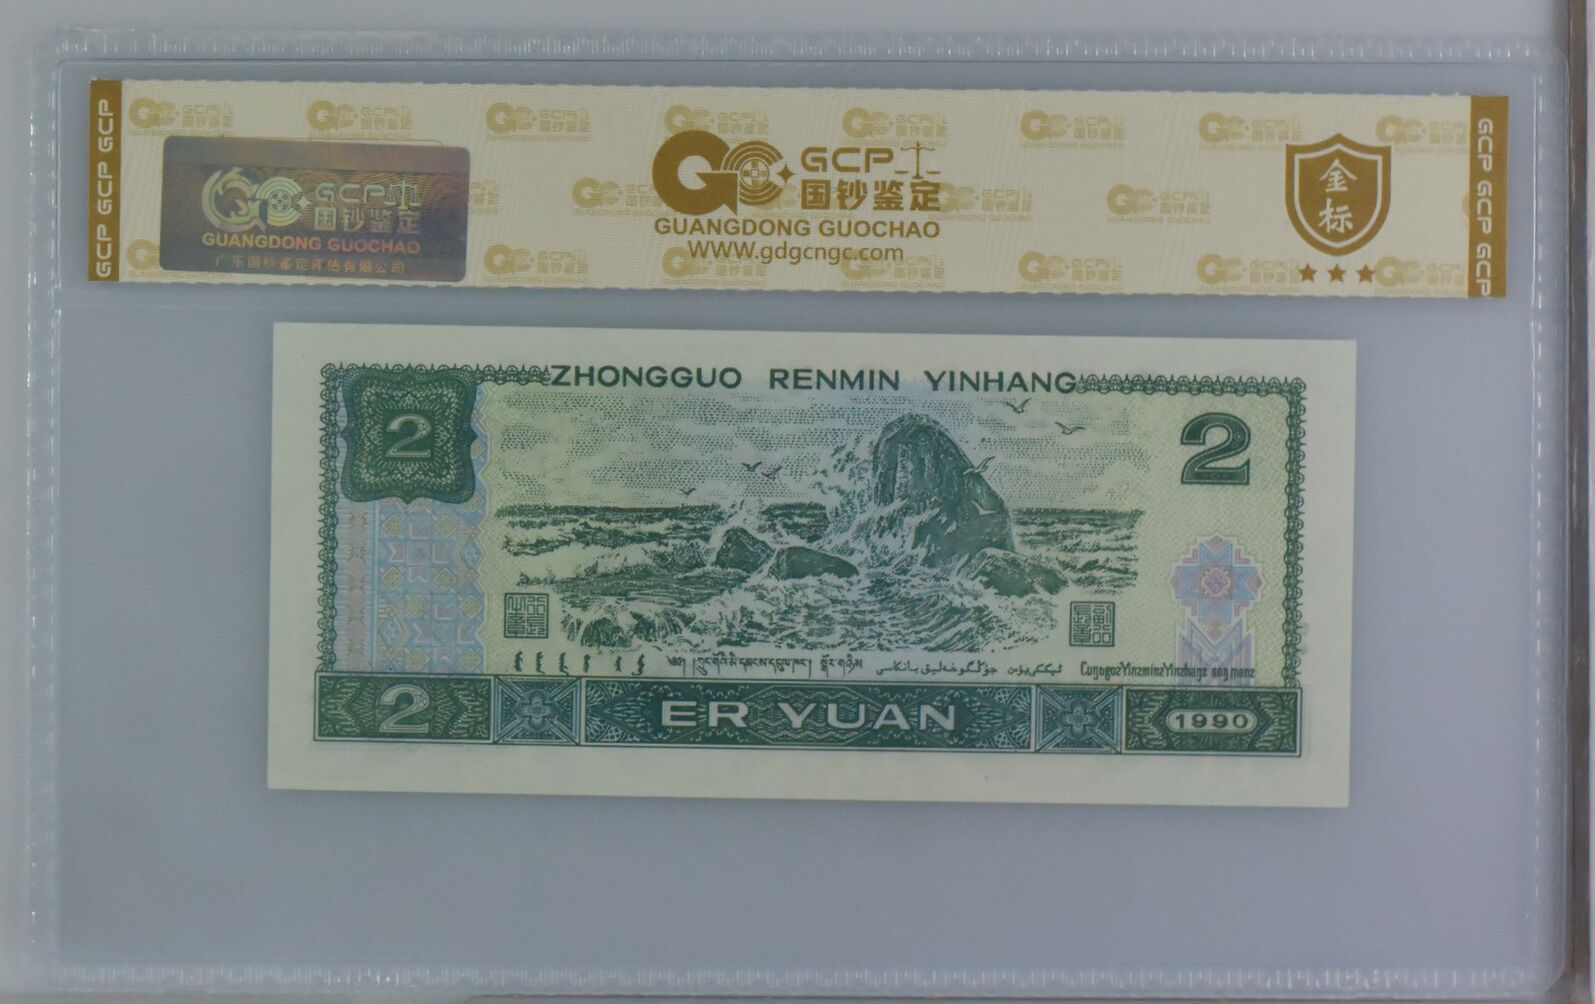 GCP GCP GCP
GCP
国钞鉴定
GUANGDONG GUOCHAO
广东国钞鉴定评估有限公司
GCP
国钞鉴定
GUANGDONG GUOCHAO
WWW.gdgcngc.com
金标
GCP GCP GCP
ZHONGGUO RENMIN YINHANG
2
2
2
ER YUAN
1990